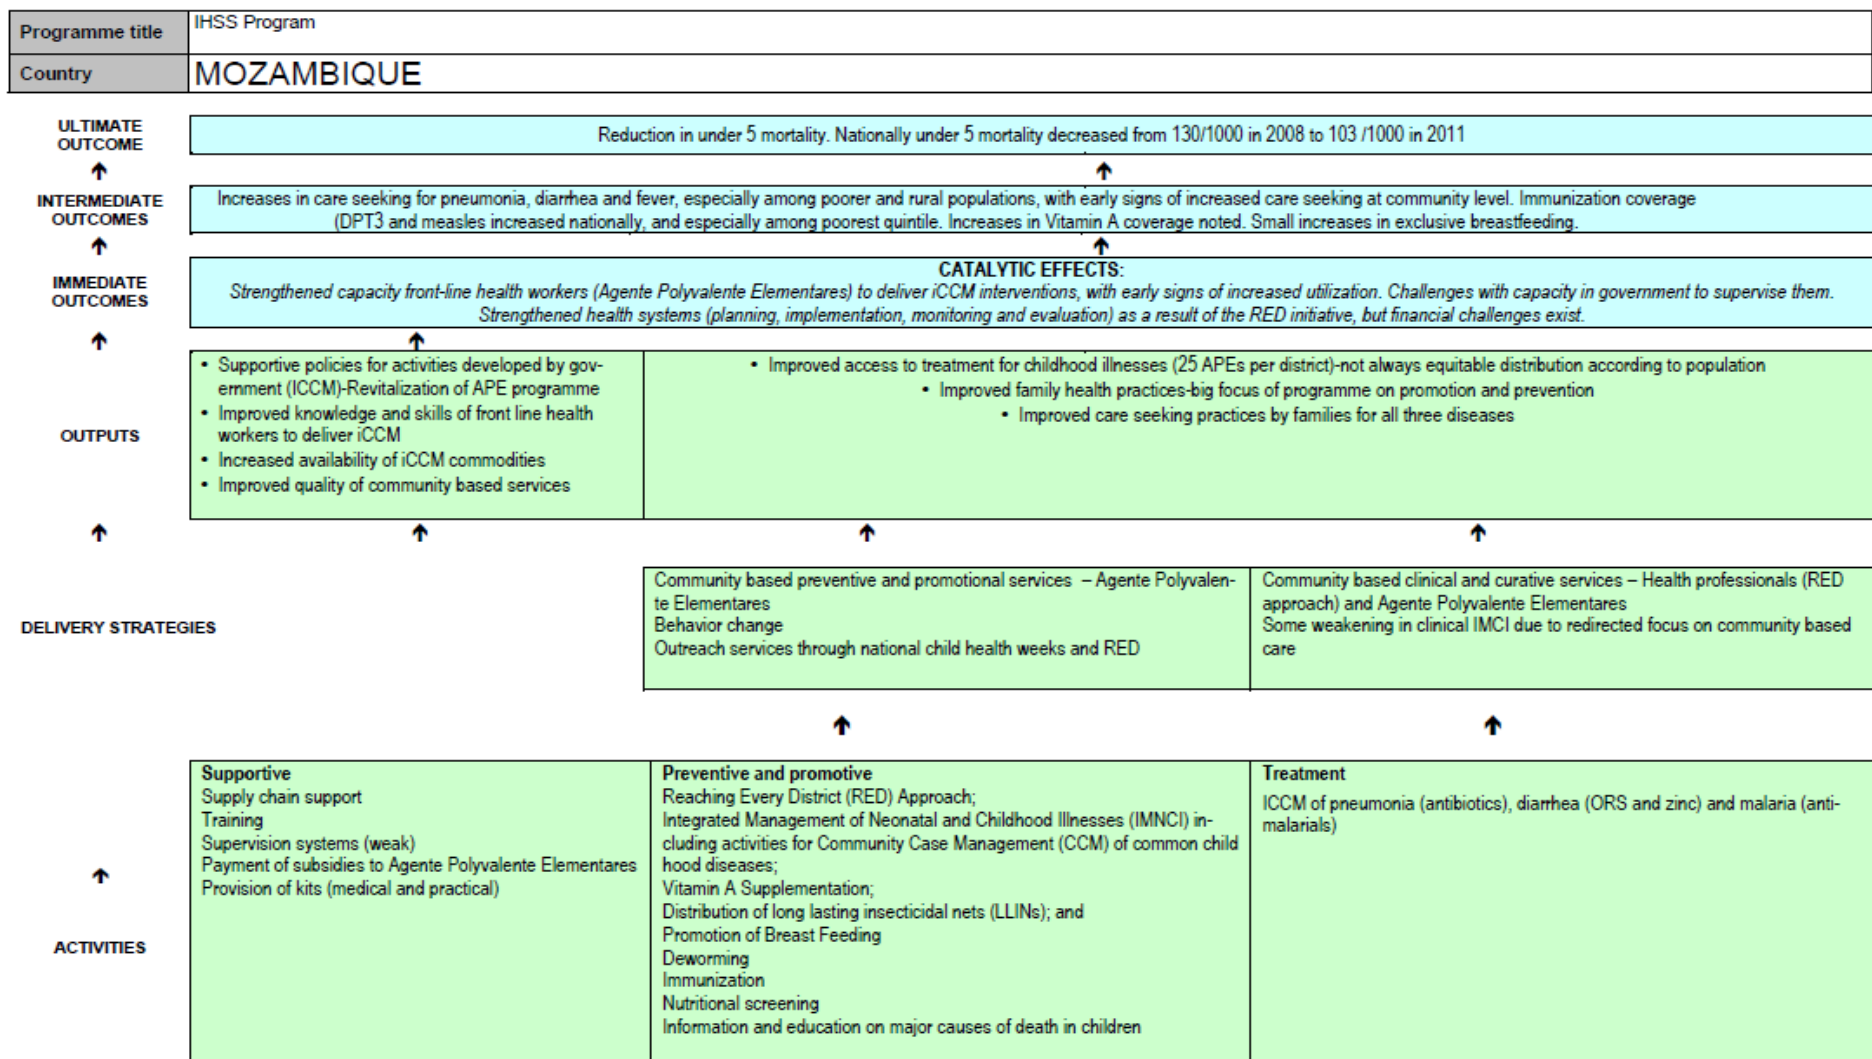 Programme title
IHSS Program
Country
MOZAMBIQUE
ULTIMATE
OUTCOME
Reduction in under 5 mortality. Nationally under 5 mortality decreased from 130/1000 in 2008 to 103 /1000 in 2011
INTERMEDIATE
OUTCOMES
Increases in care seeking for pneumonia, diarrhea and fever, especially among poorer and rural populations, with early signs of increased care seeking at community level. Immunization coverage
(DPT3 and measles increased nationally, and especially among poorest quintile. Increases in Vitamin A coverage noted. Small increases in exclusive breastfeeding.
IMMEDIATE
OUTCOMES
CATALYTIC EFFECTS:
Strengthened capacity front-line health workers (Agente Polyvalente Elementares) to deliver iCCM interventions, with early signs of increased utilization. Challenges with capacity in government to supervise them.
Strengthened health systems (planning, implementation, monitoring and evaluation) as a result of the RED initiative, but financial challenges exist.
OUTPUTS
• Supportive policies for activities developed by gov-
ernment (ICCM)-Revitalization of APE programme
• Improved knowledge and skills of front line health
workers to deliver iCCM
• Increased availability of iCCM commodities
• Improved quality of community based services
• Improved access to treatment for childhood illnesses (25 APEs per district)-not always equitable distribution according to population
• Improved family health practices-big focus of programme on promotion and prevention
• Improved care seeking practices by families for all three diseases
DELIVERY STRATEGIES
Community based preventive and promotional services – Agente Polyvalen-
te Elementares
Behavior change
Outreach services through national child health weeks and RED
Community based clinical and curative services – Health professionals (RED
approach) and Agente Polyvalente Elementares
Some weakening in clinical IMCI due to redirected focus on community based
care
ACTIVITIES
Supportive
Supply chain support
Training
Supervision systems (weak)
Payment of subsidies to Agente Polyvalente Elementares
Provision of kits (medical and practical)
Preventive and promotive
Reaching Every District (RED) Approach;
Integrated Management of Neonatal and Childhood Illnesses (IMNCI) in-
cluding activities for Community Case Management (CCM) of common child
hood diseases;
Vitamin A Supplementation;
Distribution of long lasting insecticidal nets (LLINs); and
Promotion of Breast Feeding
Deworming
Immunization
Nutritional screening
Information and education on major causes of death in children
Treatment
ICCM of pneumonia (antibiotics), diarrhea (ORS and zinc) and malaria (anti-
malarials)